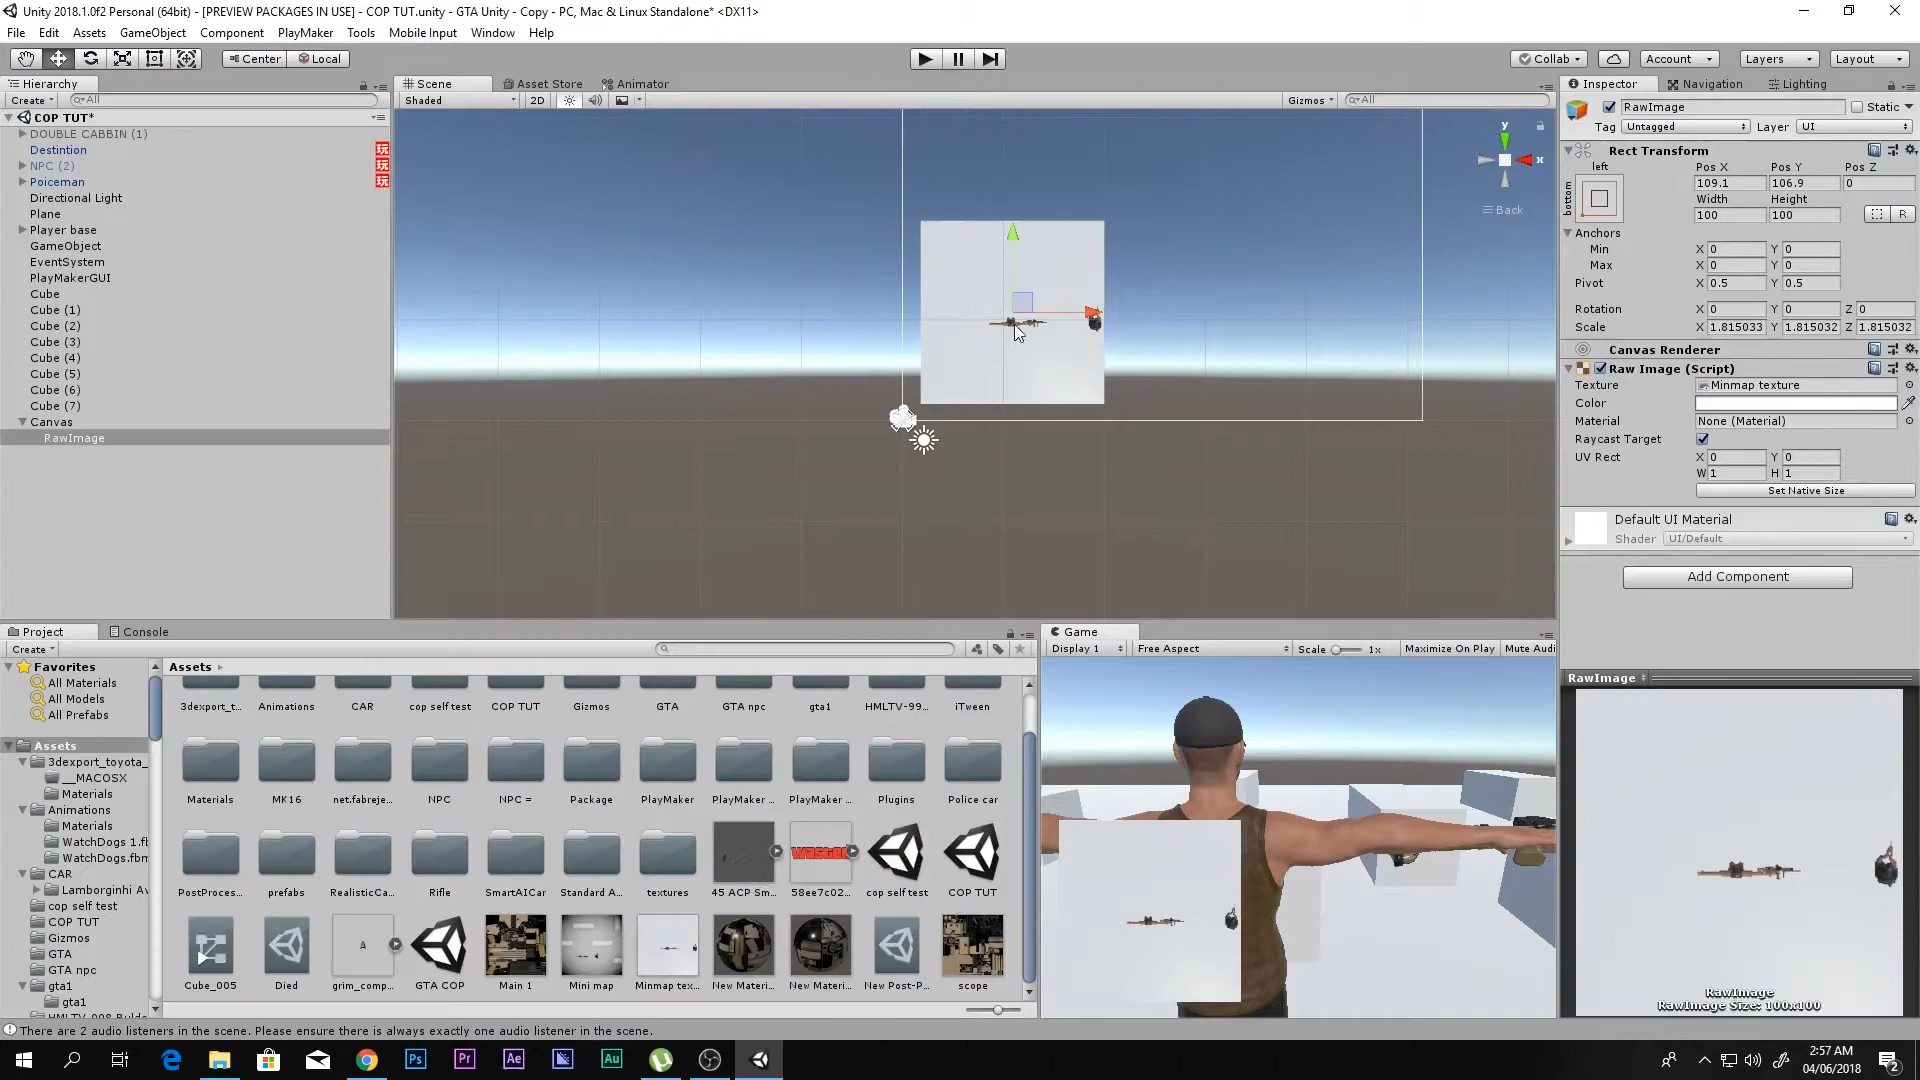 Unity 2018.1.0f2 Personal (64bit) - [PREVIEW PACKAGES IN USE] - COP TUT.unity - GTA Unity - Copy - PC, Mac & Linux Standalone* <DX11>
File Edit Assets GameObject Component PlayMaker Tools Mobile Input Window Help
Center Local Collab Account Layers Layout
Hierarchy
Create All
COP TUT*
DOUBLE CABBIN (1)
Destintion
NPC (2)
Poiceman
Directional Light
Plane
Player base
GameObject
EventSystem
PlayMakerGUI
Cube
Cube (1)
Cube (2)
Cube (3)
Cube (4)
Cube (5)
Cube (6)
Cube (7)
Canvas
RawImage
Scene Asset Store Animator
Shaded 2D Gizmos All
y
x
Back
Inspector Navigation Lighting
RawImage Static
Tag Untagged Layer UI
Rect Transform
left Pos X Pos Y Pos Z
bottom 109.1 106.9 0
Width Height
100 100 R
Anchors
Min X 0 Y 0
Max X 0 Y 0
Pivot X 0.5 Y 0.5
Rotation X 0 Y 0 Z 0
Scale X 1.815033 Y 1.815032 Z 1.815032
Canvas Renderer
Raw Image (Script)
Texture Minmap texture
Color
Material None (Material)
Raycast Target
UV Rect X 0 Y 0
W 1 H 1
Set Native Size
Default UI Material
Shader UI/Default
Add Component
Project Console
Create
Favorites
All Materials
All Models
All Prefabs
Assets
3dexport_toyota_
__MACOSX
Materials
Animations
Materials
WatchDogs 1.fb
WatchDogs.fbm
CAR
Lamborginhi Av
cop self test
COP TUT
Gizmos
GTA
GTA npc
gta1
gta1
Assets
3dexport_t... Animations CAR cop self test COP TUT Gizmos GTA GTA npc gta1 HMLTV-99... iTween
Materials MK16 net.fabreje... NPC NPC = Package PlayMaker PlayMaker ... PlayMaker ... Plugins Police car
wasted
PostProces... prefabs RealisticCa... Rifle SmartAICar Standard A... textures 45 ACP Sm... 58ee7c02... cop self test COP TUT
Cube_005 Died grim_comp... GTA COP Main 1 Mini map Minmap tex... New Materi... New Materi... New Post-P... scope
Game
Display 1 Free Aspect Scale 1x Maximize On Play Mute Audi
RawImage
RawImage
RawImage Size: 100x100
There are 2 audio listeners in the scene. Please ensure there is always exactly one audio listener in the scene.
Ps Pr Ae Au
2:57 AM
04/06/2018
2